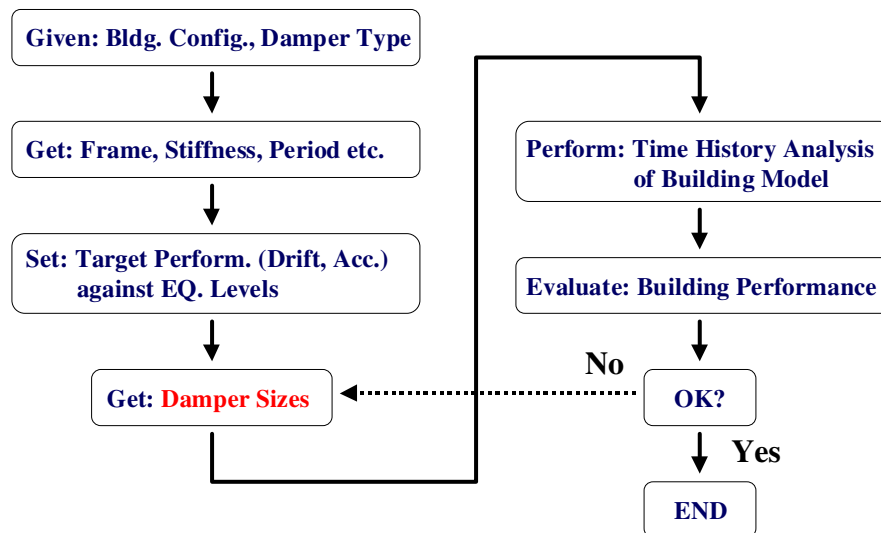 Given: Bldg. Config., Damper Type
Get: Frame, Stiffness, Period etc.
Set: Target Perform. (Drift, Acc.)
against EQ. Levels
Get: Damper Sizes
Perform: Time History Analysis
of Building Model
Evaluate: Building Performance
No
OK?
Yes
END